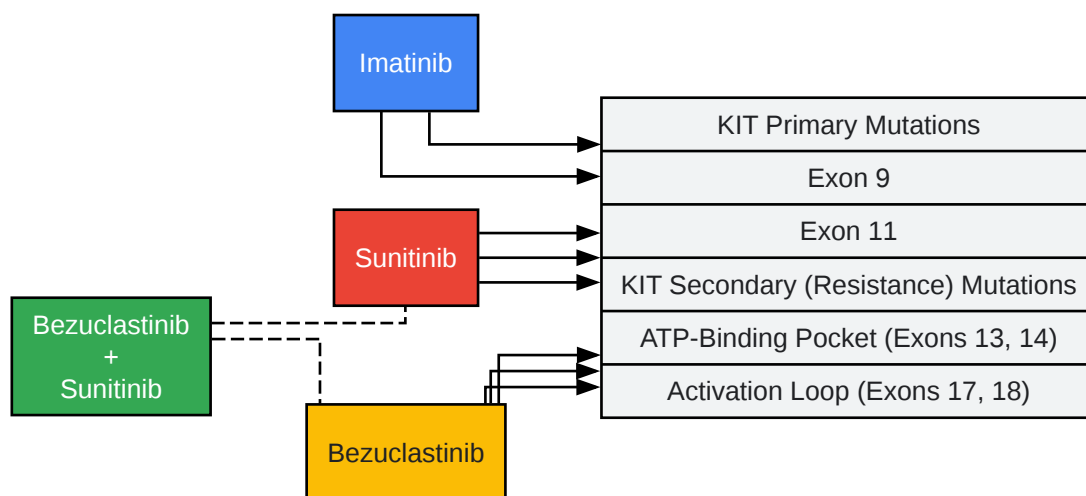 Imatinib
KIT Primary Mutations
Exon 9
Sunitinib
Exon 11
KIT Secondary (Resistance) Mutations
Bezuclastinib
+
Sunitinib
ATP-Binding Pocket (Exons 13, 14)
Activation Loop (Exons 17, 18)
Bezuclastinib